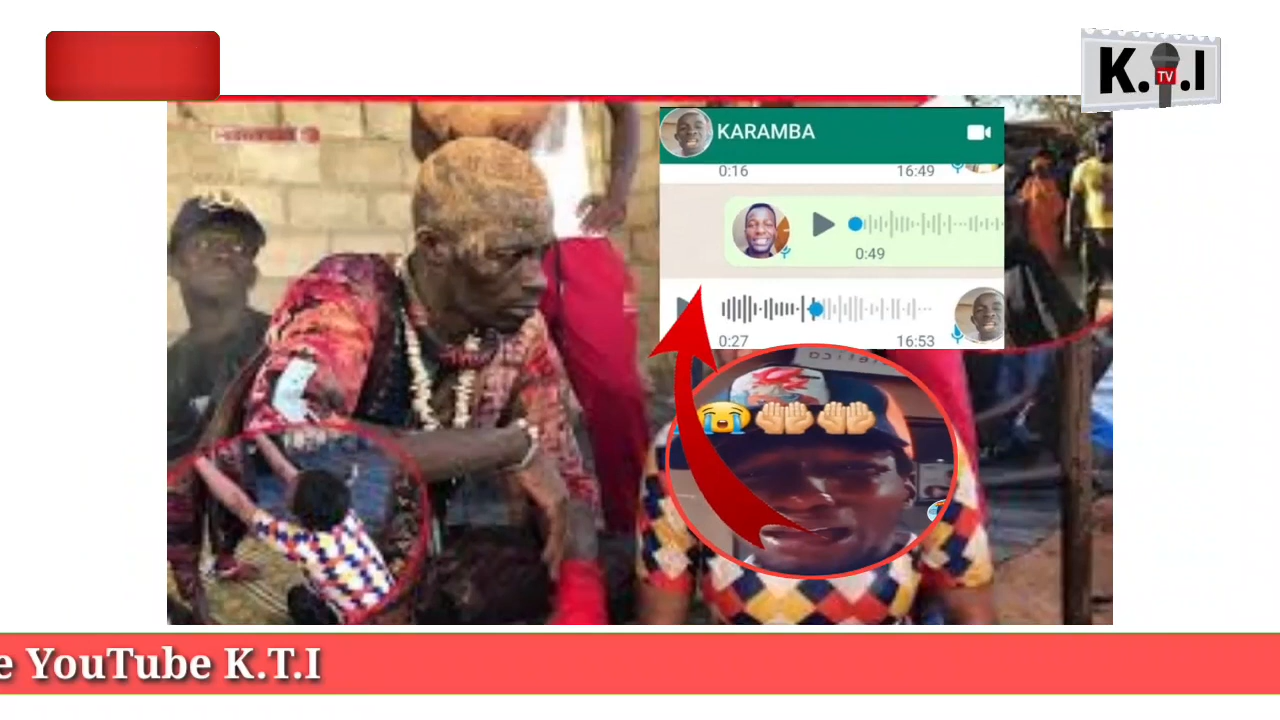 K.T.I
TV
KARAMBA
0:16
16:49
0:49
0:27
16:53
e YouTube K.T.I